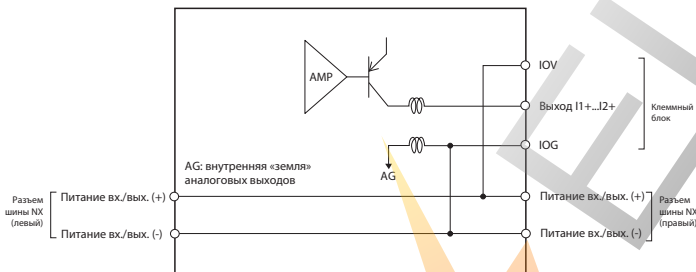 AMP
IOV
Выход I1+...I2+
Клеммный
блок
IOG
AG: внутренняя «земля»
аналоговых выходов
AG
Разъем
шины NX
(левый)
Питание вх./вых. (+)
Питание вх./вых. (+)
Разъем
шины NX
(правый)
Питание вх./вых. (-)
Питание вх./вых. (-)